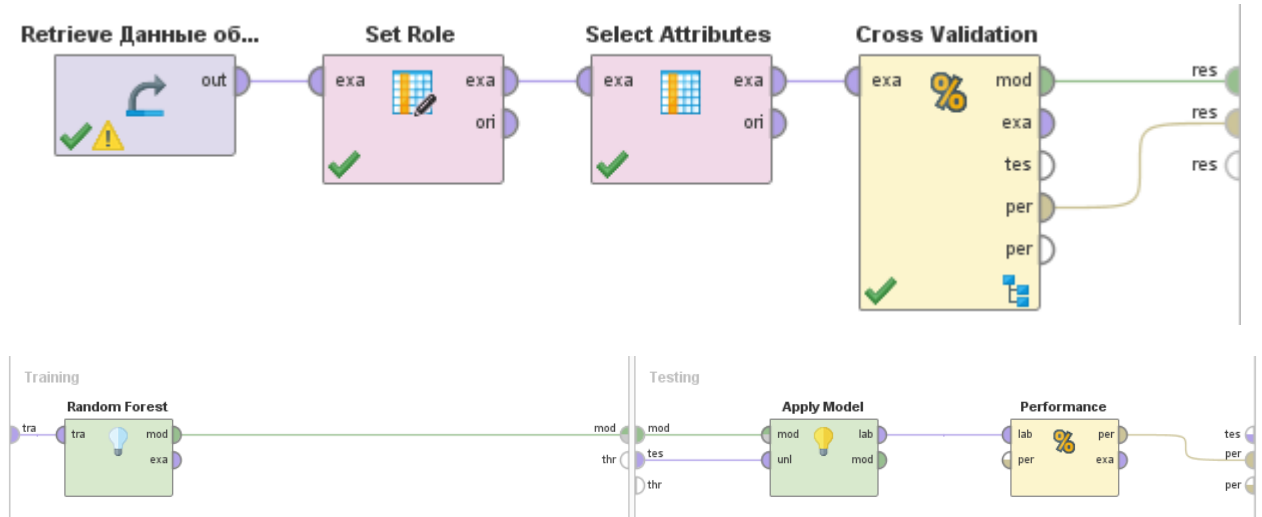 Retrieve Данные об... Set Role Select Attributes Cross Validation
out exa exa exa exa exa mod res
ori ori exa res
tes res
per
per
Training Testing
Random Forest Apply Model Performance
tra tra mod mod mod mod lab lab per tes
exa thr tes unl mod per exa per
thr per